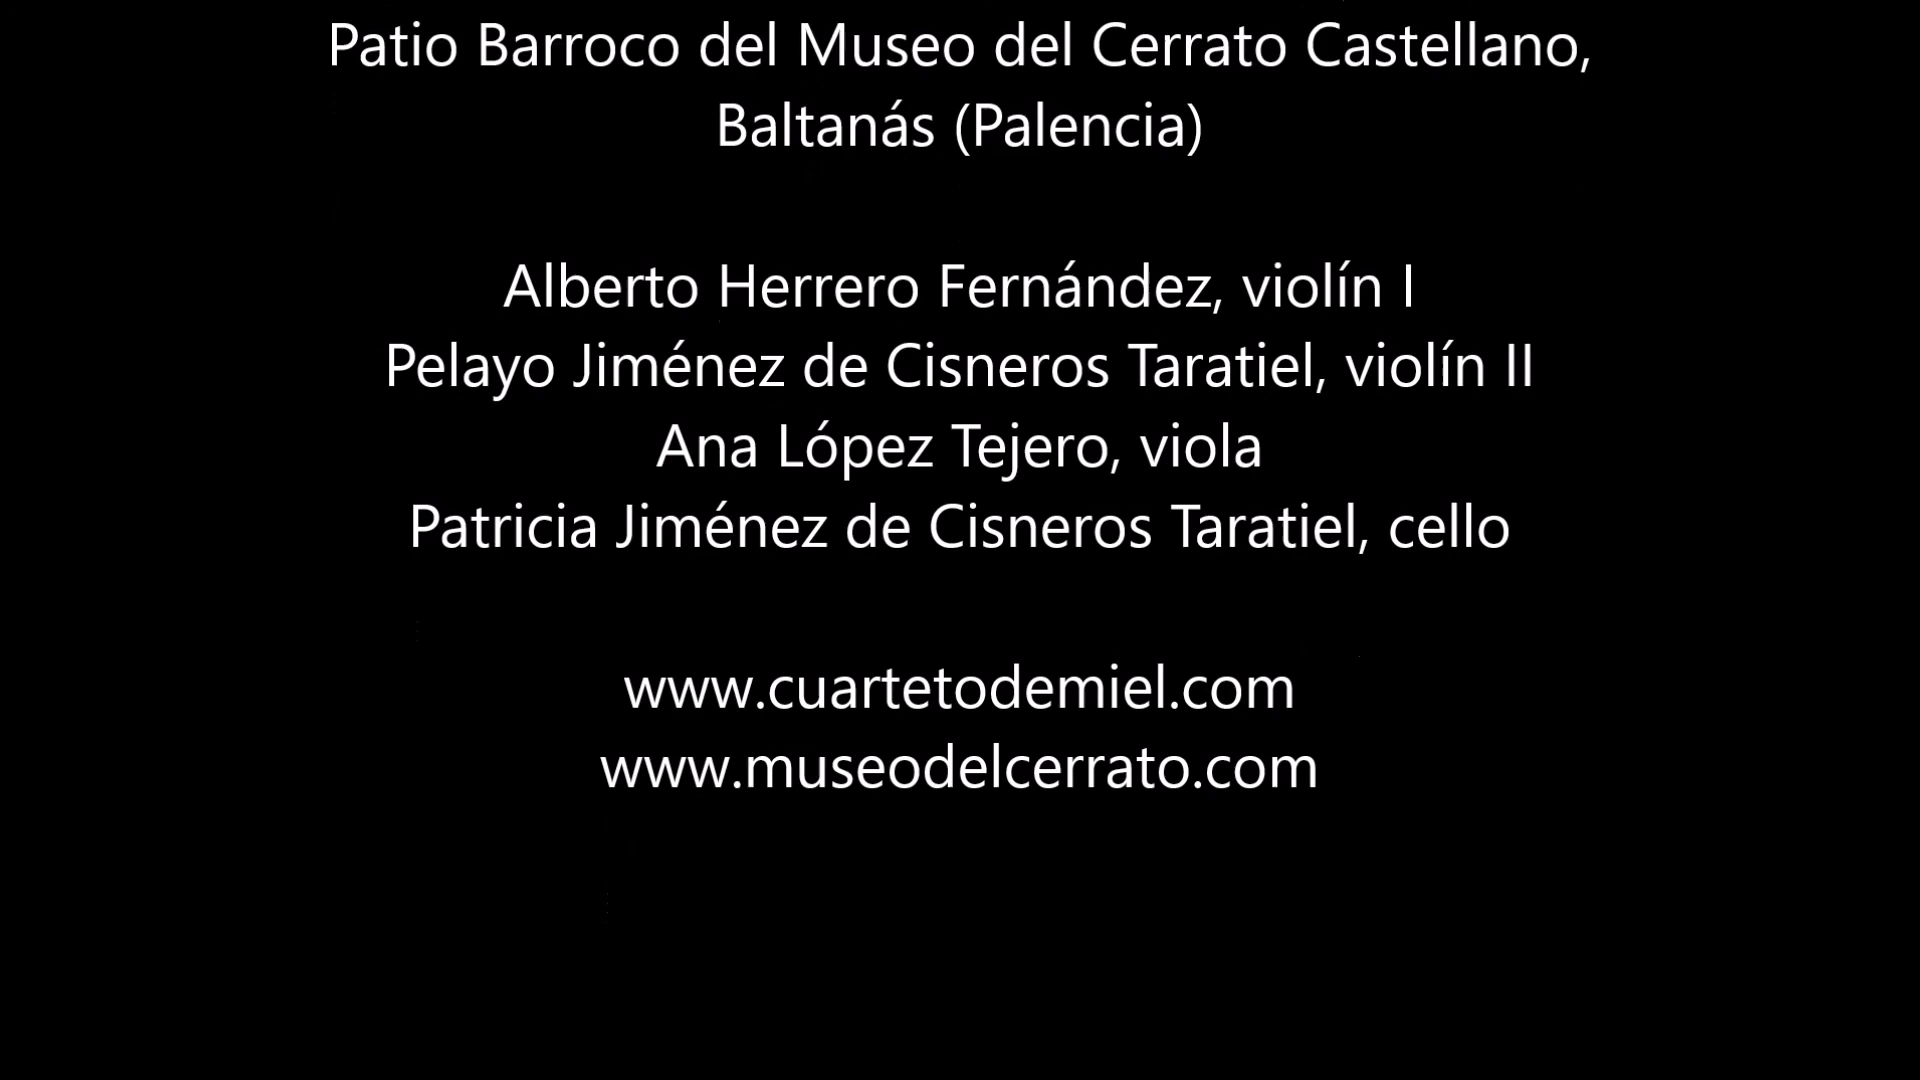 Patio Barroco del Museo del Cerrato Castellano,
Baltanás (Palencia)
Alberto Herrero Fernández, violín I
Pelayo Jiménez de Cisneros Taratiel, violín II
Ana López Tejero, viola
Patricia Jiménez de Cisneros Taratiel, cello
www.cuartetodemiel.com
www.museodelcerrato.com